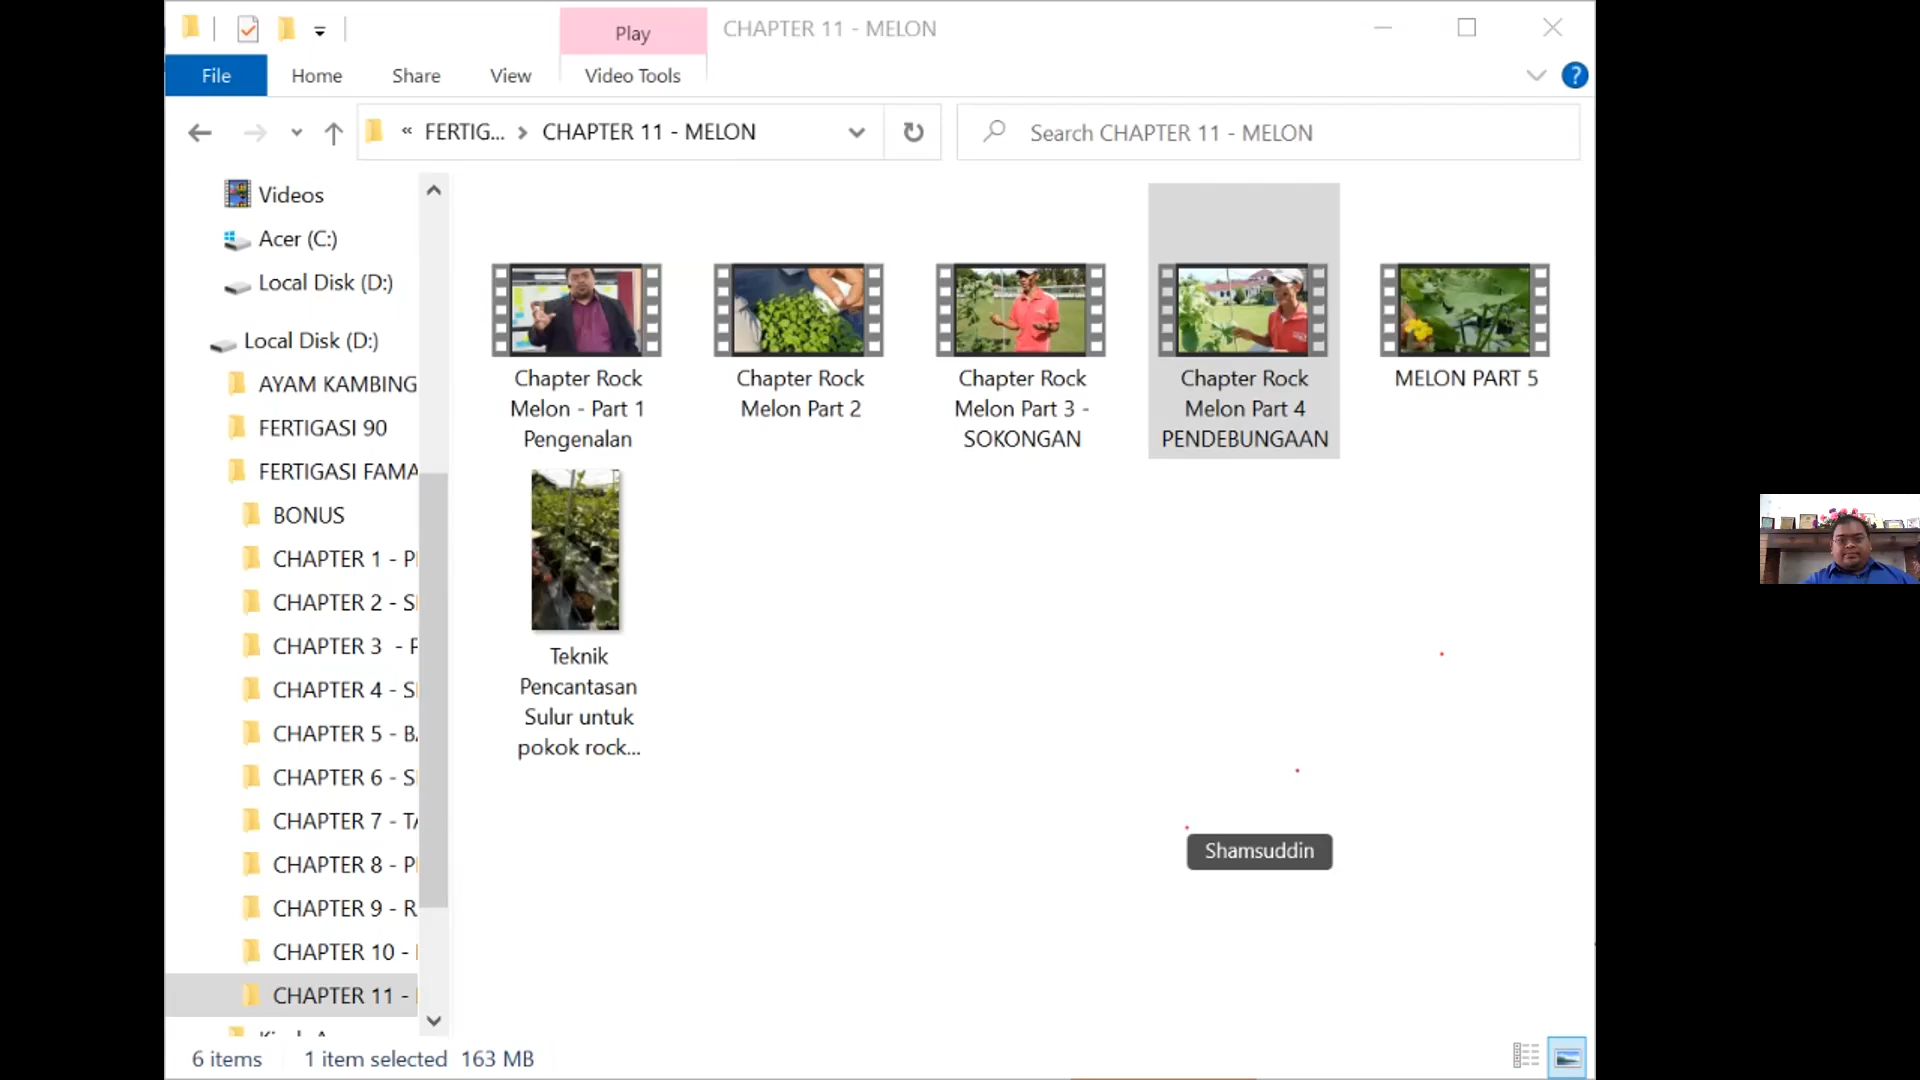 Play
CHAPTER 11 - MELON
File
Home
Share
View
Video Tools
?
« FERTIG... > CHAPTER 11 - MELON
Search CHAPTER 11 - MELON
Videos
Acer (C:)
Local Disk (D:)
Local Disk (D:)
AYAM KAMBING
FERTIGASI 90
FERTIGASI FAMA
BONUS
CHAPTER 1 - P
CHAPTER 2 - S
CHAPTER 3 - F
CHAPTER 4 - S
CHAPTER 5 - B
CHAPTER 6 - S
CHAPTER 7 - T
CHAPTER 8 - P
CHAPTER 9 - R
CHAPTER 10 -
CHAPTER 11 -
Chapter Rock
Melon - Part 1
Pengenalan
Chapter Rock
Melon Part 2
Chapter Rock
Melon Part 3 -
SOKONGAN
Chapter Rock
Melon Part 4
PENDEBUNGAAN
MELON PART 5
Teknik
Pencantasan
Sulur untuk
pokok rock...
Shamsuddin
6 items
1 item selected 163 MB